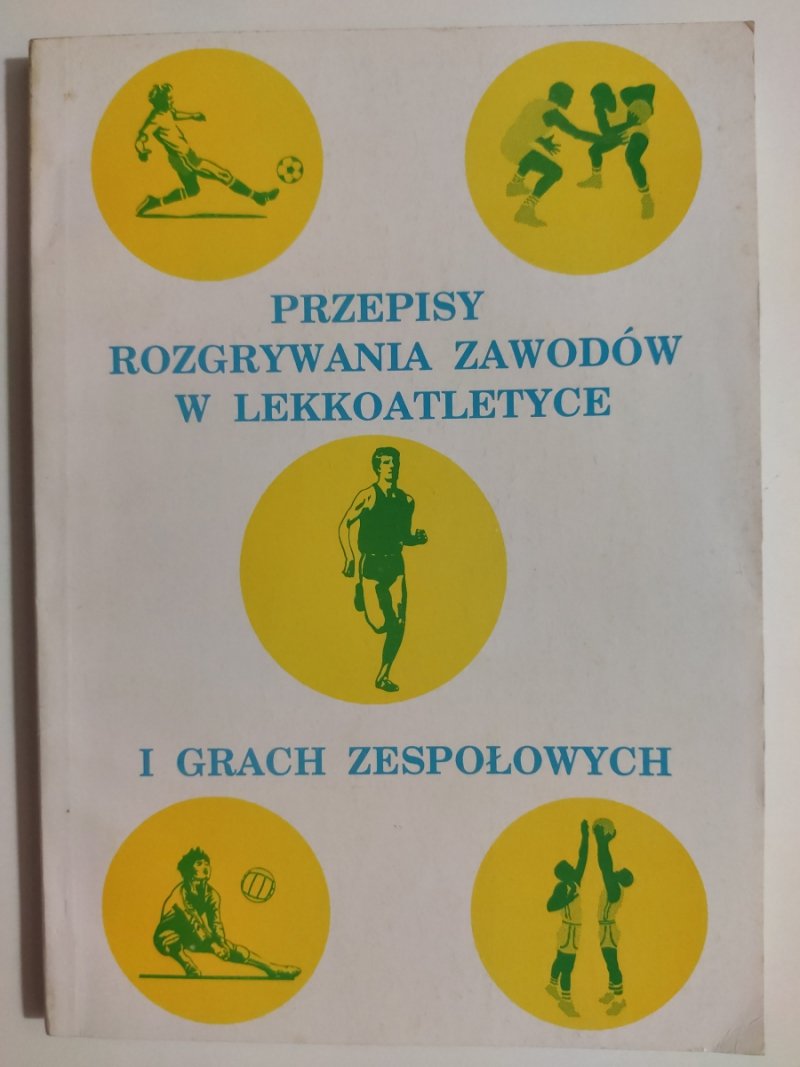 PRZEPISY
ROZGRYWANIA ZAWODÓW
W LEKKOATLETYCE
I GRACH ZESPOŁOWYCH